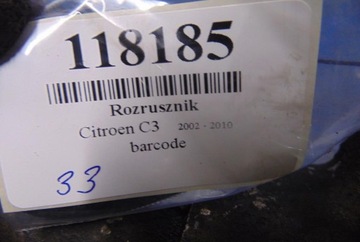 118185
Rozrusznik
Citroen C3 2002 - 2010
barcode
33